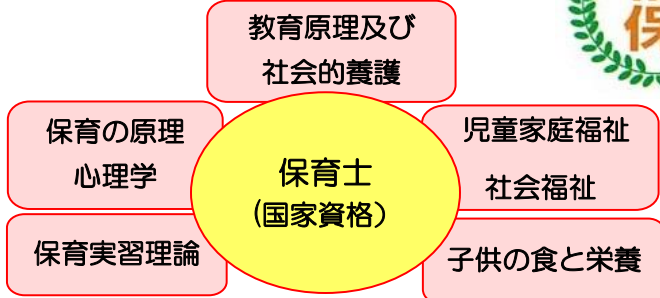 教育原理及び
社会的養護
保育の原理
心理学
保育士
(国家資格)
児童家庭福祉
社会福祉
保育実習理論
子供の食と栄養